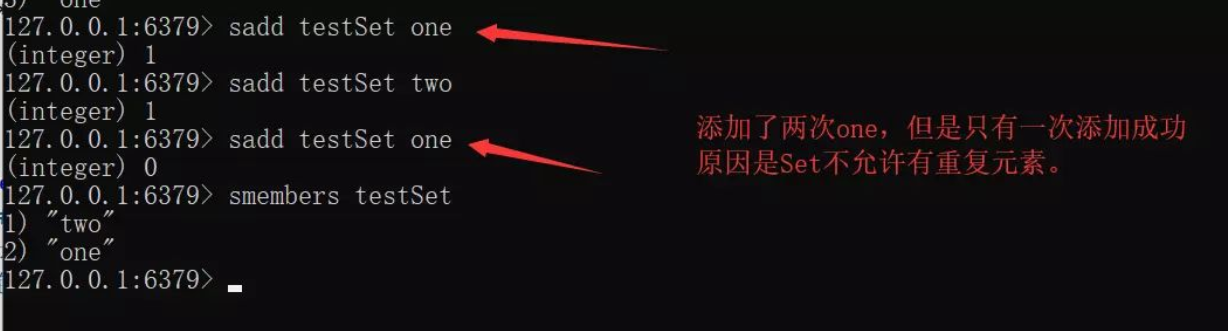 3) "one"
127.0.0.1:6379> sadd testSet one
(integer) 1
127.0.0.1:6379> sadd testSet two
(integer) 1
127.0.0.1:6379> sadd testSet one
(integer) 0
127.0.0.1:6379> smembers testSet
1) "two"
2) "one"
127.0.0.1:6379>
添加了两次one，但是只有一次添加成功
原因是Set不允许有重复元素。